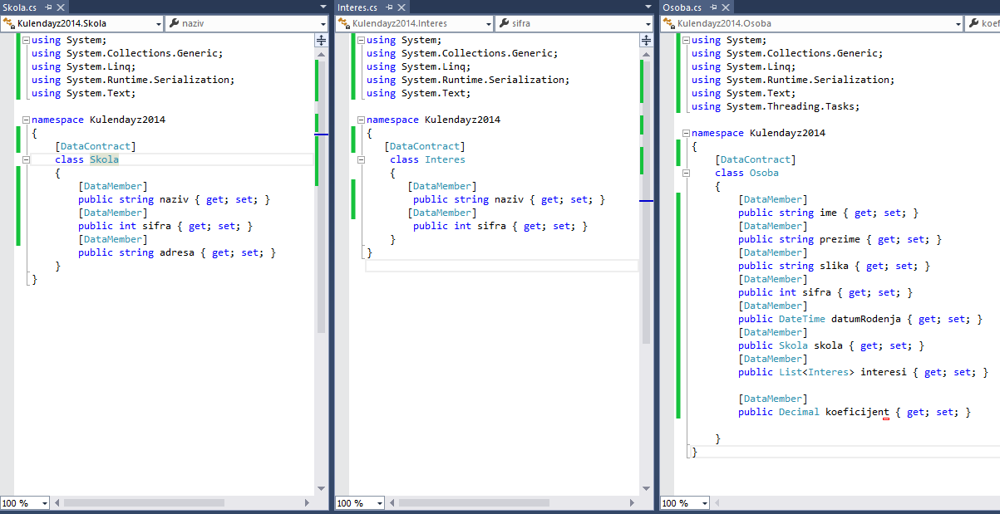 Skola.cs
Kulendayz2014.Skola
naziv
using System;
using System.Collections.Generic;
using System.Linq;
using System.Runtime.Serialization;
using System.Text;
namespace Kulendayz2014
{
[DataContract]
class Skola
{
[DataMember]
public string naziv { get; set; }
[DataMember]
public int sifra { get; set; }
[DataMember]
public string adresa { get; set; }
}
}
100 %
Interes.cs
Kulendayz2014.Interes
sifra
using System;
using System.Collections.Generic;
using System.Linq;
using System.Runtime.Serialization;
using System.Text;
namespace Kulendayz2014
{
[DataContract]
class Interes
{
[DataMember]
public string naziv { get; set; }
[DataMember]
public int sifra { get; set; }
}
}
100 %
Osoba.cs
Kulendayz2014.Osoba
koef
using System;
using System.Collections.Generic;
using System.Linq;
using System.Runtime.Serialization;
using System.Text;
using System.Threading.Tasks;
namespace Kulendayz2014
{
[DataContract]
class Osoba
{
[DataMember]
public string ime { get; set; }
[DataMember]
public string prezime { get; set; }
[DataMember]
public string slika { get; set; }
[DataMember]
public int sifra { get; set; }
[DataMember]
public DateTime datumRodenja { get; set; }
[DataMember]
public Skola skola { get; set; }
[DataMember]
public List<Interes> interesi { get; set; }
[DataMember]
public Decimal koeficijent { get; set; }
}
}
100 %